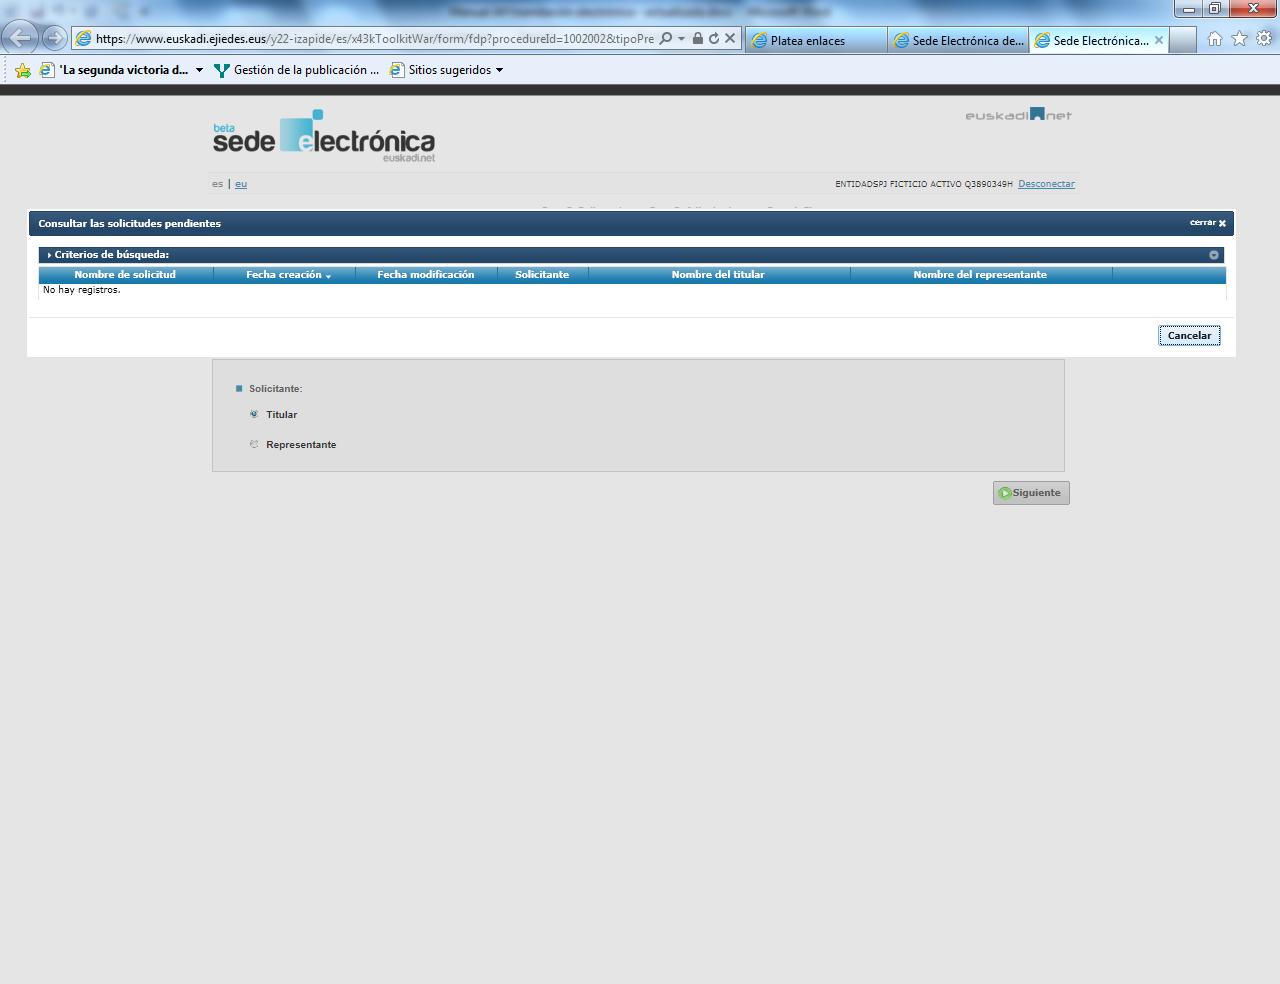 https://www.euskadi.ejiedes.eus/y22-izapide/es/x43kToolkitWar/form/fdp?procedureId=1002002&tipoPre
Platea enlaces
Sede Electrónica de...
Sede Electrónica...
'La segunda victoria d...
Gestión de la publicación ...
Sitios sugeridos
beta
sede electrónica
euskadi.net
euskadi net
es | eu
ENTIDADSPJ FICTICIO ACTIVO Q3890349H Desconectar
Consultar las solicitudes pendientes
cerrar
Criterios de búsqueda:
Nombre de solicitud Fecha creación Fecha modificación Solicitante Nombre del titular Nombre del representante
No hay registros.
Cancelar
Solicitante:
Titular
Representante
Siguiente